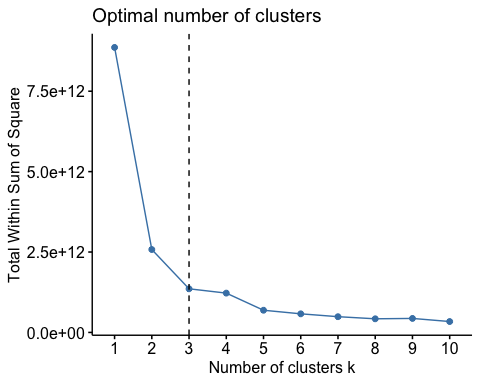 Optimal number of clusters
Total Within Sum of Square
7.5e+12
5.0e+12
2.5e+12
0.0e+00
1 2 3 4 5 6 7 8 9 10
Number of clusters k